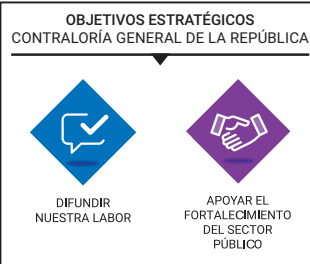 OBJETIVOS ESTRATÉGICOS
CONTRALORÍA GENERAL DE LA REPÚBLICA
DIFUNDIR
NUESTRA LABOR
APOYAR EL
FORTALECIMIENTO
DEL SECTOR
PÚBLICO